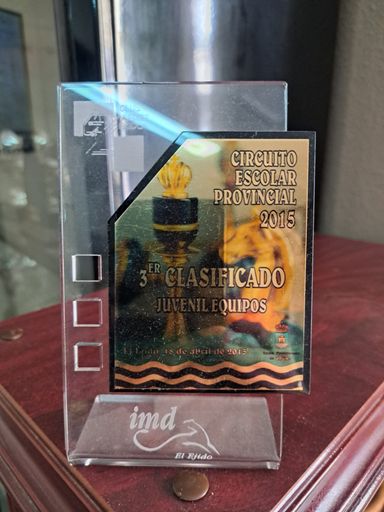 CIRCUITO
ESCOLAR
PROVINCIAL
2015
3ER CLASIFICADO
JUVENIL EQUIPOS
El Ejido, 18 de abril de 2015
imd
El Ejido